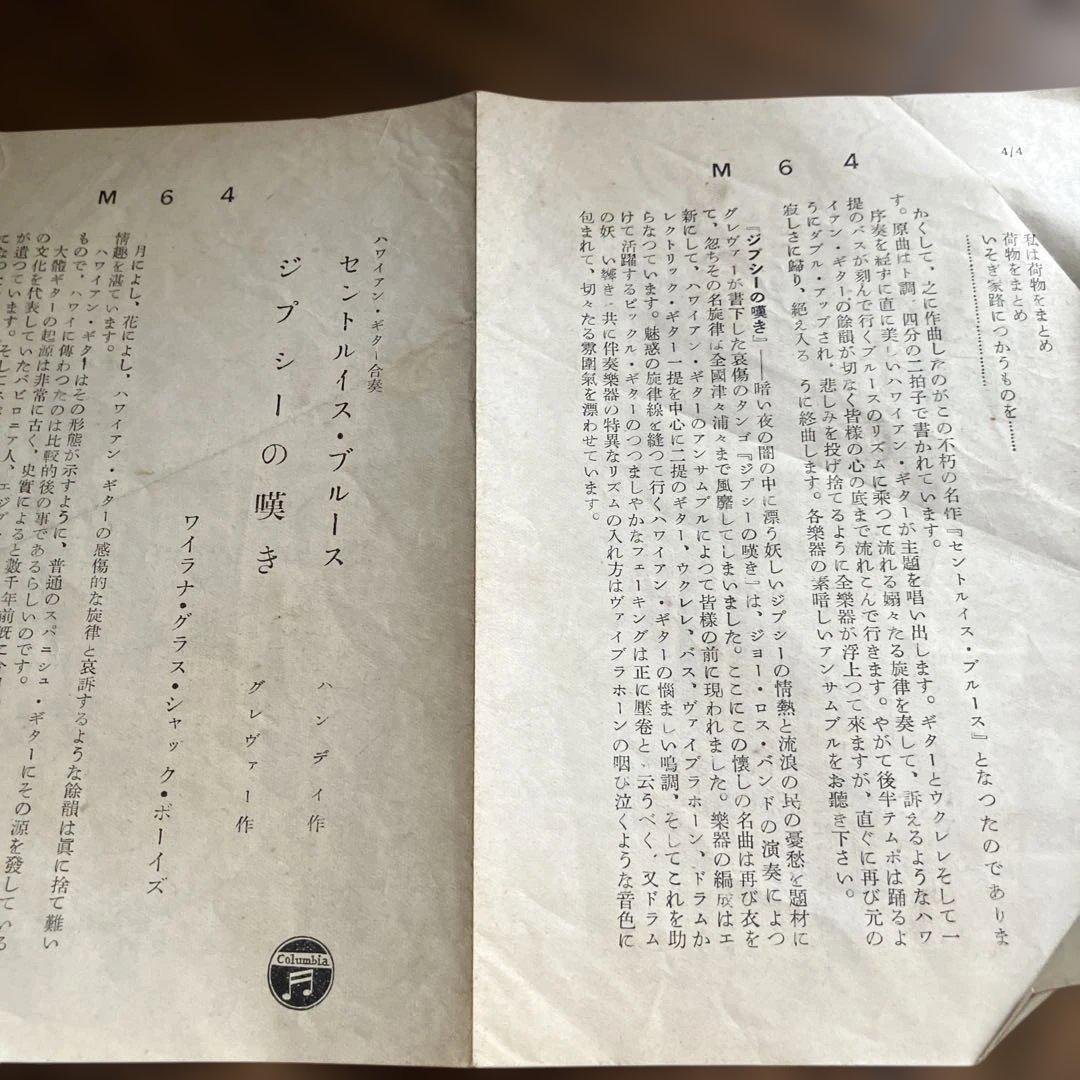 4/4
M 6 4
私は荷物をまとめ
荷物をまとめ
いそぎ家路につかうものを……………
かくして、之に作曲したのがこの不朽の名作『セントルイス・ブルース』となつたのでありま
す。原曲はト調、四分の二拍子で書かれています。
序奏を経ずに直に美しいハワイアン・ギターが主題を唱い出します。ギターとウクレレそして一
提のバスが刻んで行くブルースのリズムに乘つて流れる嫋々たる旋律を奏して、訴えるようなハワ
イアン・ギターの餘韻が切なく皆様の心の底まで流れこんで行きます。やがて後半テムポは踊るよ
うにダブル・アップされ、悲しみを投げ捨てるように全樂器が浮上つて來ますが、直ぐに再び元の
寂しさに歸り、絶え入る うに終曲します。各樂器の素晴しいアンサムブルをお聽き下さい。
『ジプシーの嘆き』――暗い夜の闇の中に漂う妖しいジプシーの情熱と流浪の民の憂愁を題材に
グレヴァーが書下した哀傷のタンゴ『ジプシーの嘆き』は、ジョー・ロス・バンドの演奏によつ
て、忽ちその名旋律は全國津々浦々まで風靡してしまいました。ここにこの懐しの名曲は再び衣を
新にして、ハワイアン・ギターのアンサムブルによつて皆様の前に現われました。樂器の編成はエ
レクトリック・ギター一提を中心に二提のギター、ウクレレ、バス、ヴァイブラホーン、ドラムか
らなつています。魅惑の旋律線を縫つて行くハワイアン・ギターの惱ましい嗚調、そしてこれを助
けて活躍するピックル・ギターのつつましやかなフェーキングは正に壓卷と 云うべく、又ドラム
の妖 い響き 共に伴奏樂器の特異なリズムの入れ方はヴァイブラホーンの咽び泣くような音色に
包まれて、切々たる雰圍氣を漂わせています。
M 6 4
ハワイアン・ギター合奏
セントルイス・ブルース
ハンディ作
ジプシーの嘆き
グレヴァー作
ワイラナ・グラス・シャック・ボーイズ
Columbia
月によし、花によし、ハワイアン・ギターの感傷的な旋律と哀訴するような餘韻は眞に捨て難い
情趣を湛ています。
ハワイアン・ギターはその形態が示すように、普通のスパニシュ・ギターにその源を發している
もので、ハワイに傳わつたのは比較的後の事であるらしいのです。
大體ギターの起源は非常に古く、史實によると數千年前既に
の文化を代表していたバビロニア人、エジプ
が遺つています。そして